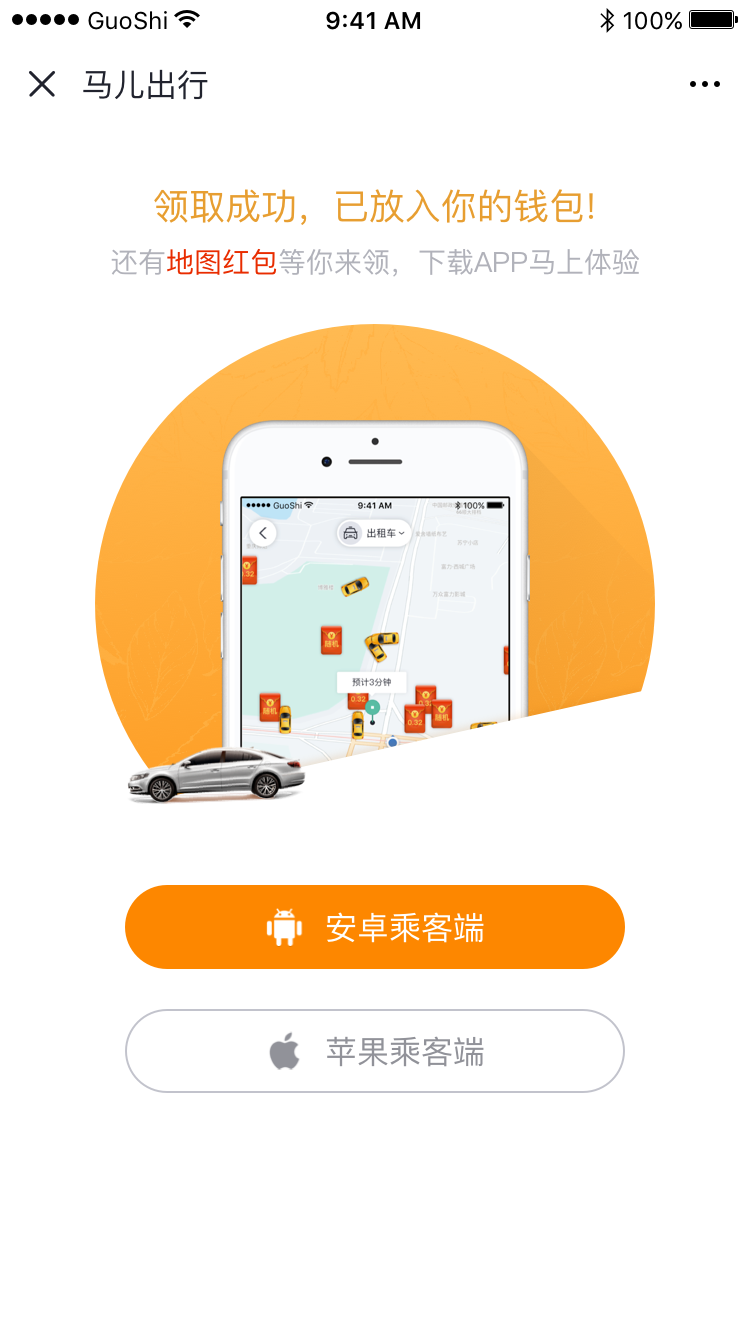 GuoShi 9:41 AM 100%
马儿出行
领取成功，已放入你的钱包!
还有地图红包等你来领，下载APP马上体验
GuoShi 9:41 AM 100%
出租车
0.32
随机
预计3分钟
0.32
随机
0.32
随机
安卓乘客端
苹果乘客端